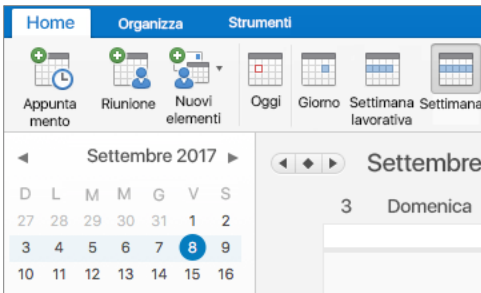 Home Organizza Strumenti
Appunta
mento
Riunione
Nuovi
elementi
Oggi
Giorno
Settimana
lavorativa
Settimana
Settembre 2017
D L M M G V S
27 28 29 30 31 1 2
3 4 5 6 7 8 9
10 11 12 13 14 15 16
Settembre
3 Domenica